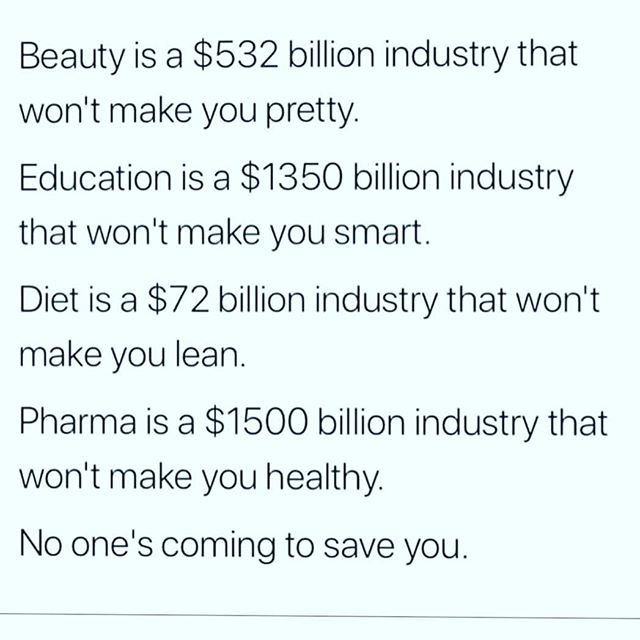 Beauty is a $532 billion industry that
won't make you pretty.
Education is a $1350 billion industry
that won't make you smart.
Diet is a $72 billion industry that won't
make you lean.
Pharma is a $1500 billion industry that
won't make you healthy.
No one's coming to save you.